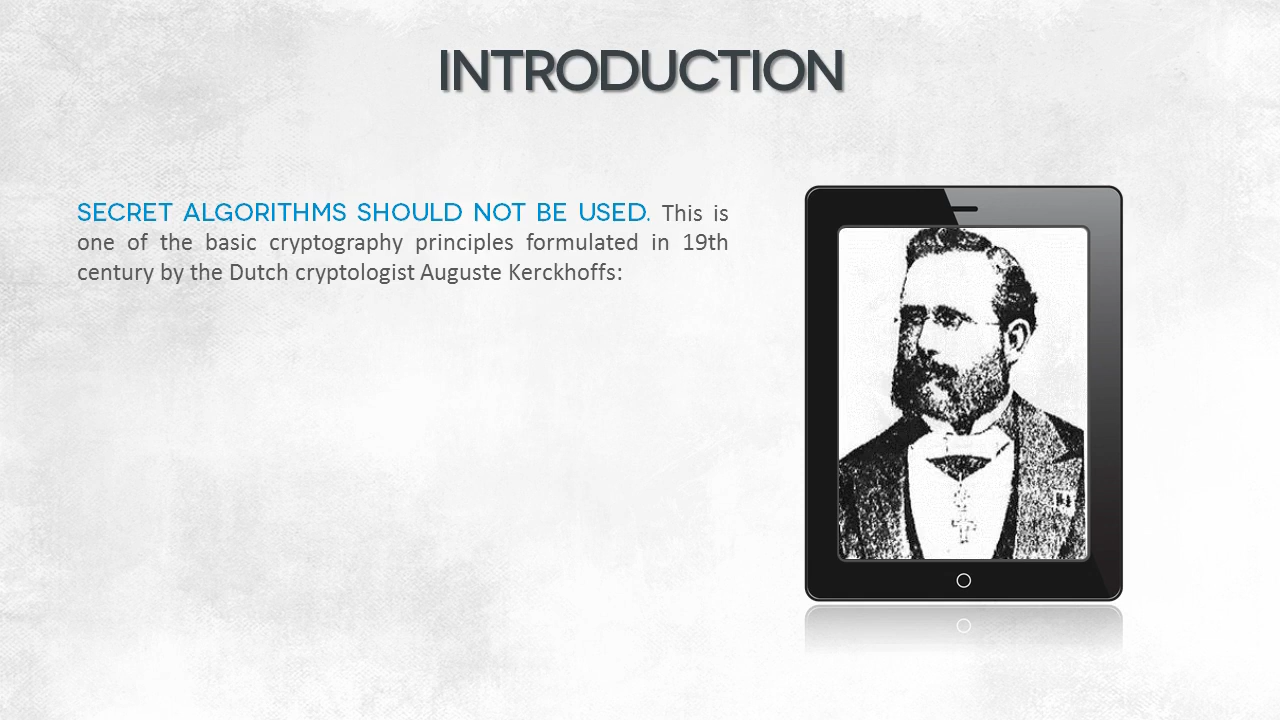 INTRODUCTION
SECRET ALGORITHMS SHOULD NOT BE USED. This is
one of the basic cryptography principles formulated in 19th
century by the Dutch cryptologist Auguste Kerckhoffs: